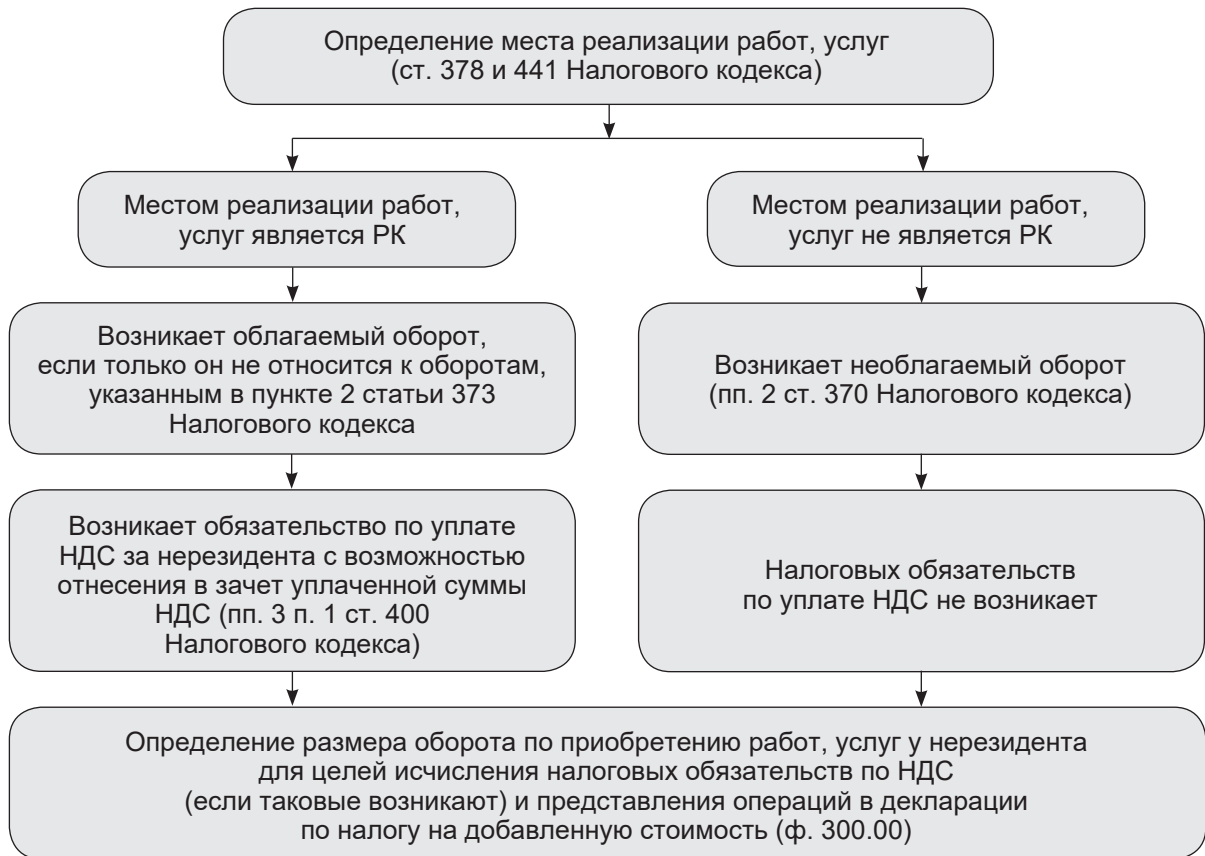 Определение места реализации работ, услуг
(ст. 378 и 441 Налогового кодекса)
Местом реализации работ,
услуг является РК
Местом реализации работ,
услуг не является РК
Возникает облагаемый оборот,
если только он не относится к оборотам,
указанным в пункте 2 статьи 373
Налогового кодекса
Возникает необлагаемый оборот
(пп. 2 ст. 370 Налогового кодекса)
Возникает обязательство по уплате
НДС за нерезидента с возможностью
отнесения в зачет уплаченной суммы
НДС (пп. 3 п. 1 ст. 400
Налогового кодекса)
Налоговых обязательств
по уплате НДС не возникает
Определение размера оборота по приобретению работ, услуг у нерезидента
для целей исчисления налоговых обязательств по НДС
(если таковые возникают) и представления операций в декларации
по налогу на добавленную стоимость (ф. 300.00)